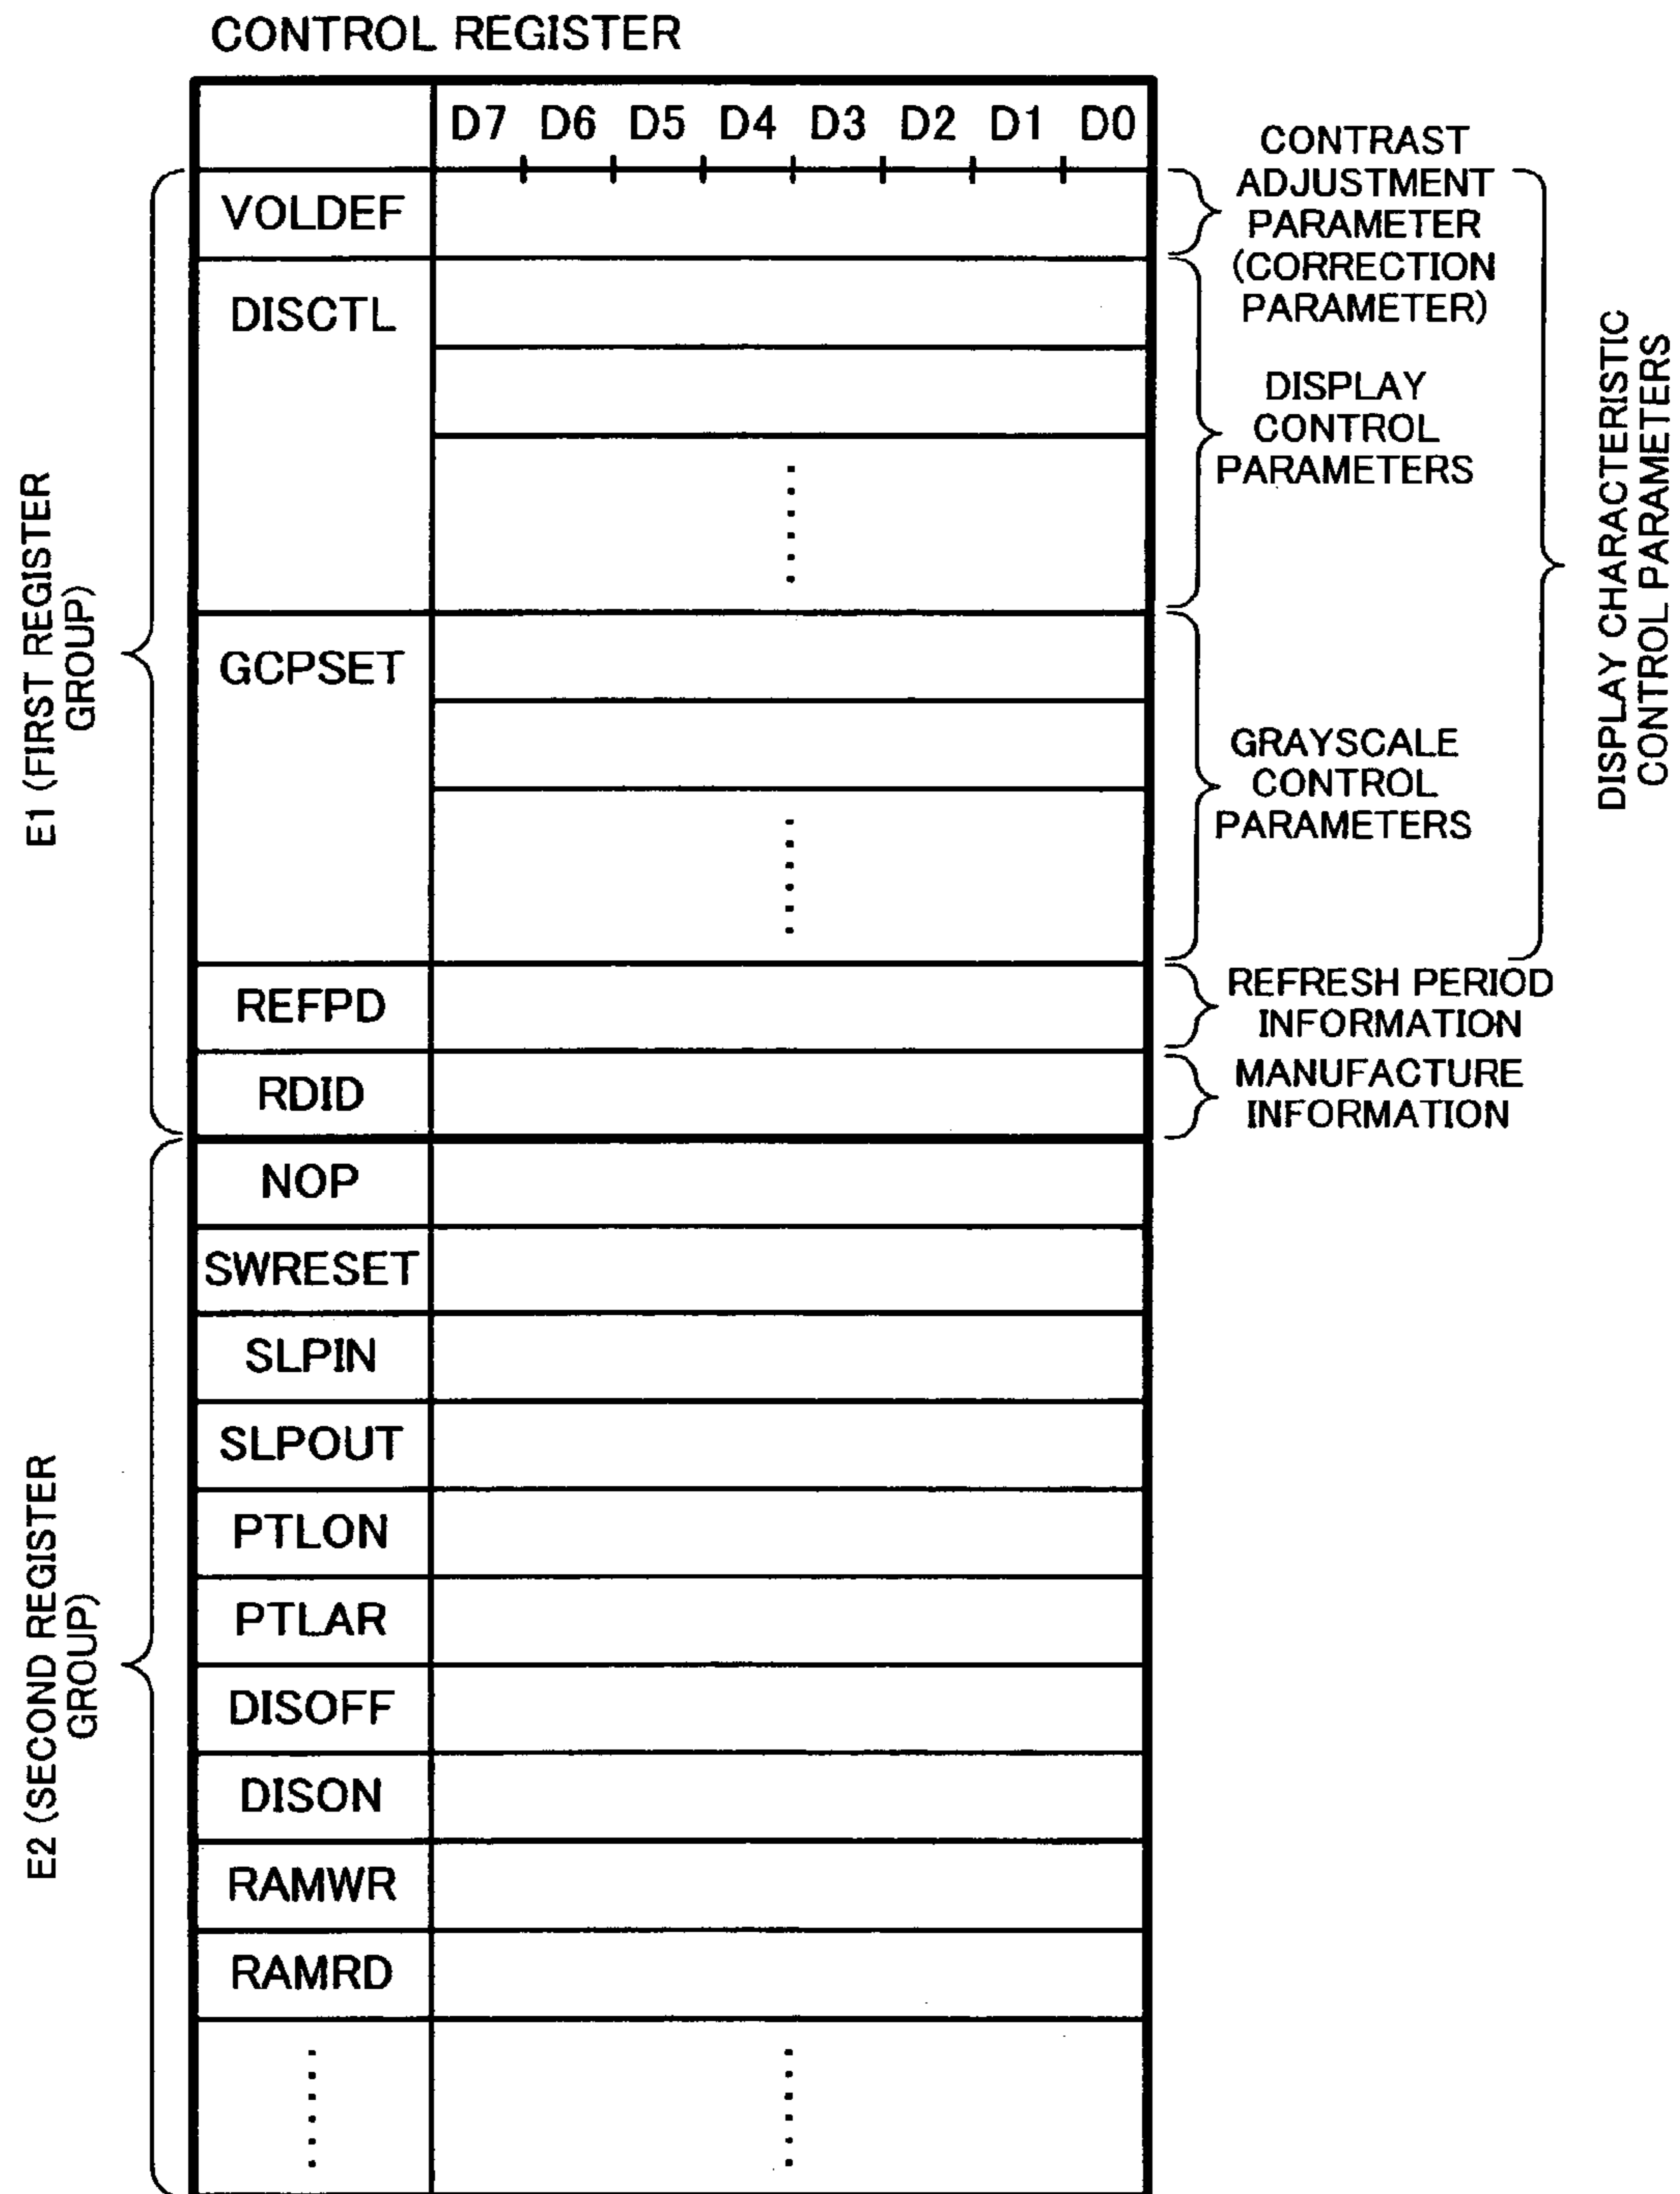 CONTROL REGISTER
D7 D6 D5 D4 D3 D2 D1 D0
VOLDEF
DISCTL
GCPSET
REFPD
RDID
NOP
SWRESET
SLPIN
SLPOUT
PTLON
PTLAR
DISOFF
DISON
RAMWR
RAMRD
E1 (FIRST REGISTER
GROUP)
E2 (SECOND REGISTER
GROUP)
CONTRAST
ADJUSTMENT
PARAMETER
(CORRECTION
PARAMETER)
DISPLAY
CONTROL
PARAMETERS
GRAYSCALE
CONTROL
PARAMETERS
REFRESH PERIOD
INFORMATION
MANUFACTURE
INFORMATION
DISPLAY CHARACTERISTIC
CONTROL PARAMETERS